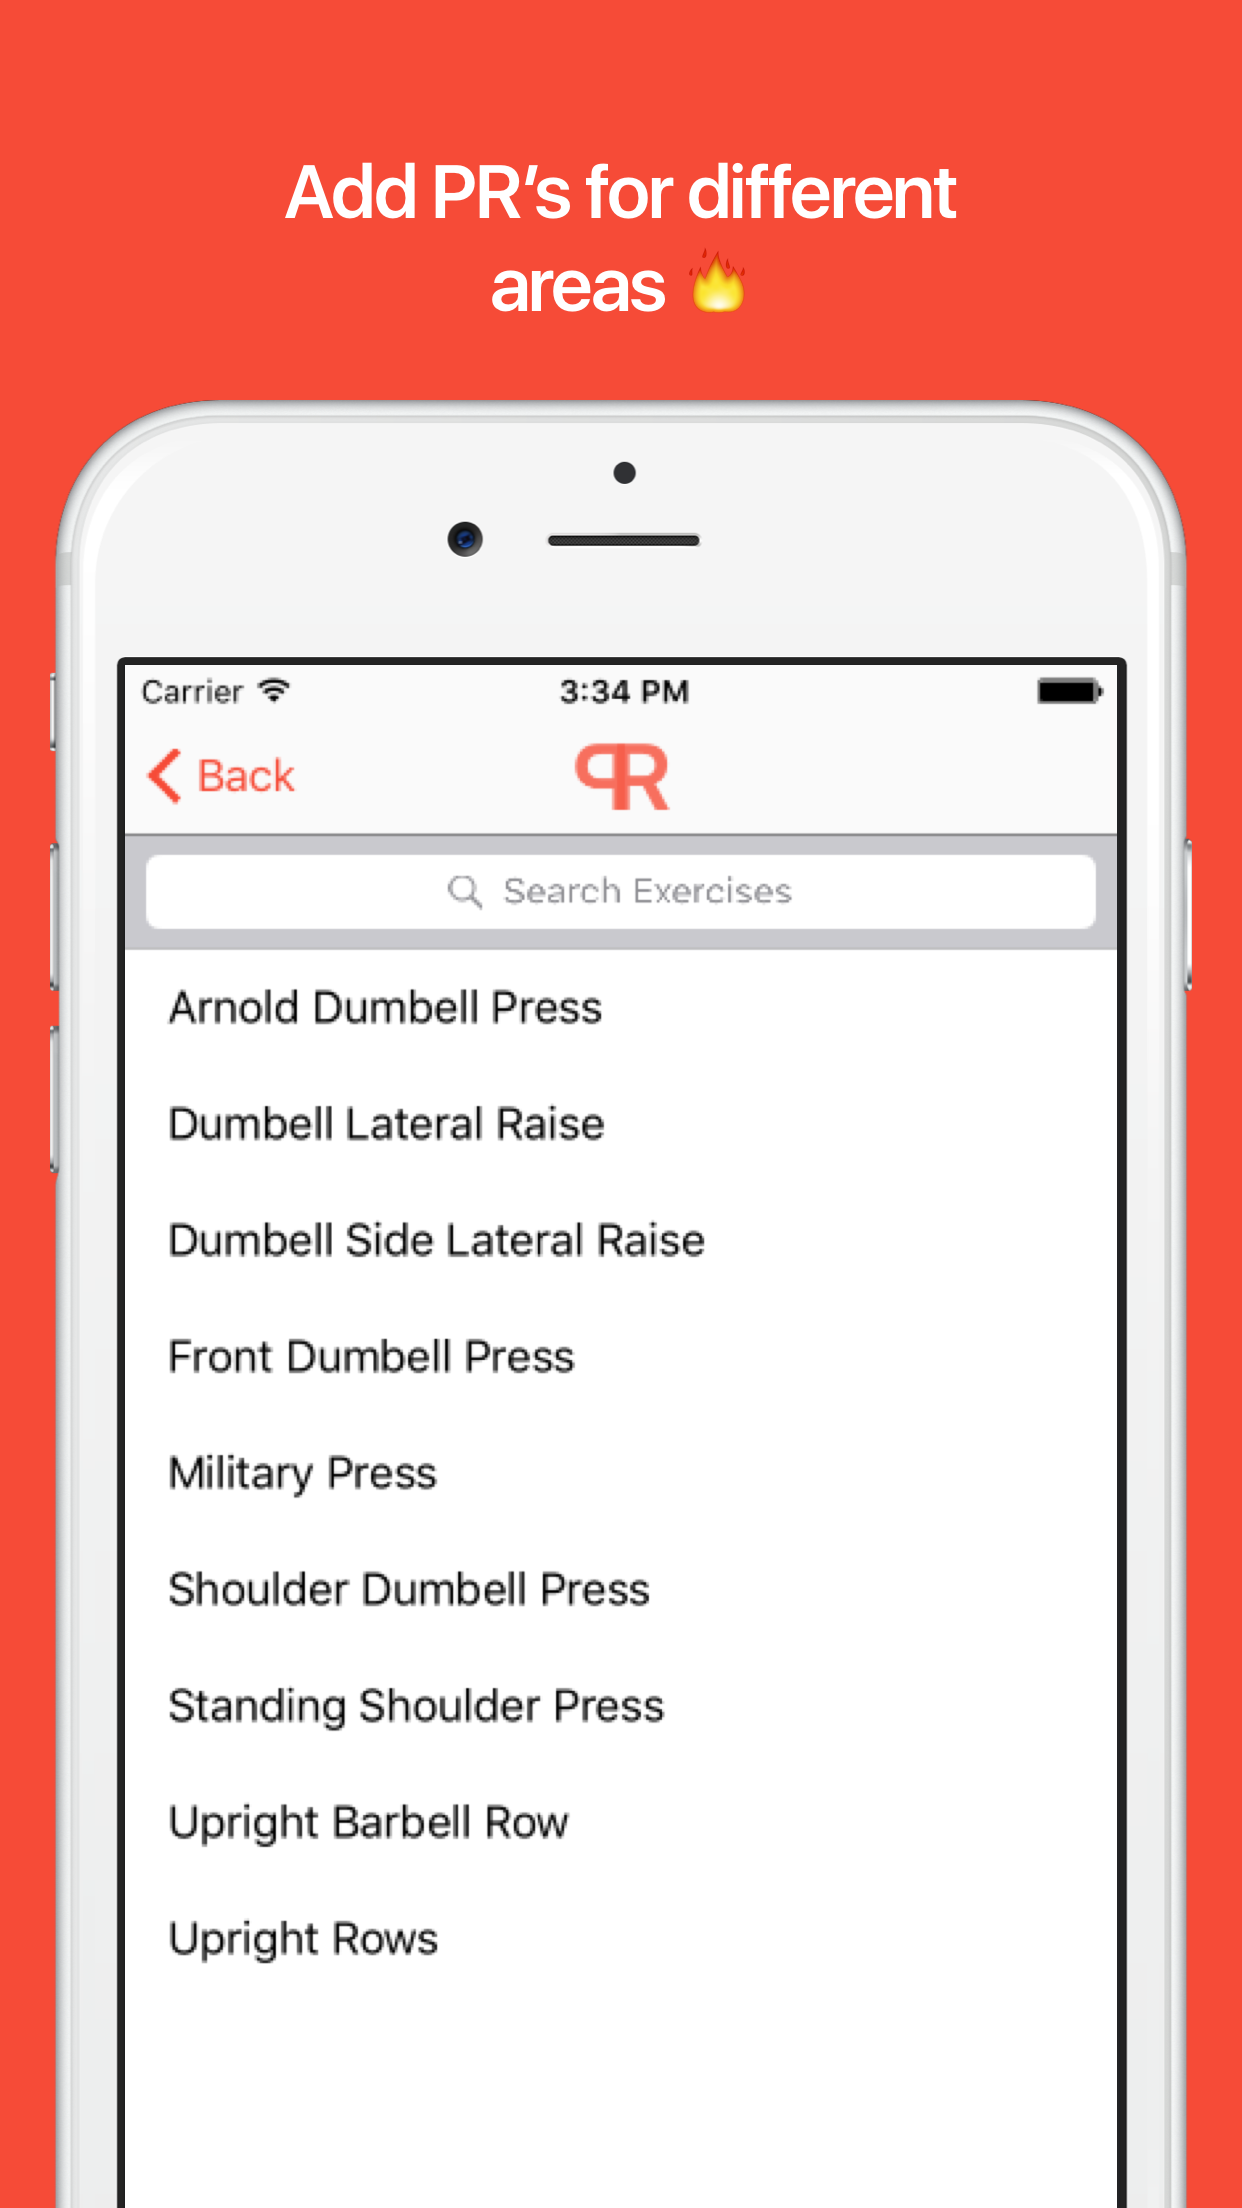 Add PR’s for different
areas 🔥
Carrier 3:34 PM
Back PR
Search Exercises
Arnold Dumbell Press
Dumbell Lateral Raise
Dumbell Side Lateral Raise
Front Dumbell Press
Military Press
Shoulder Dumbell Press
Standing Shoulder Press
Upright Barbell Row
Upright Rows